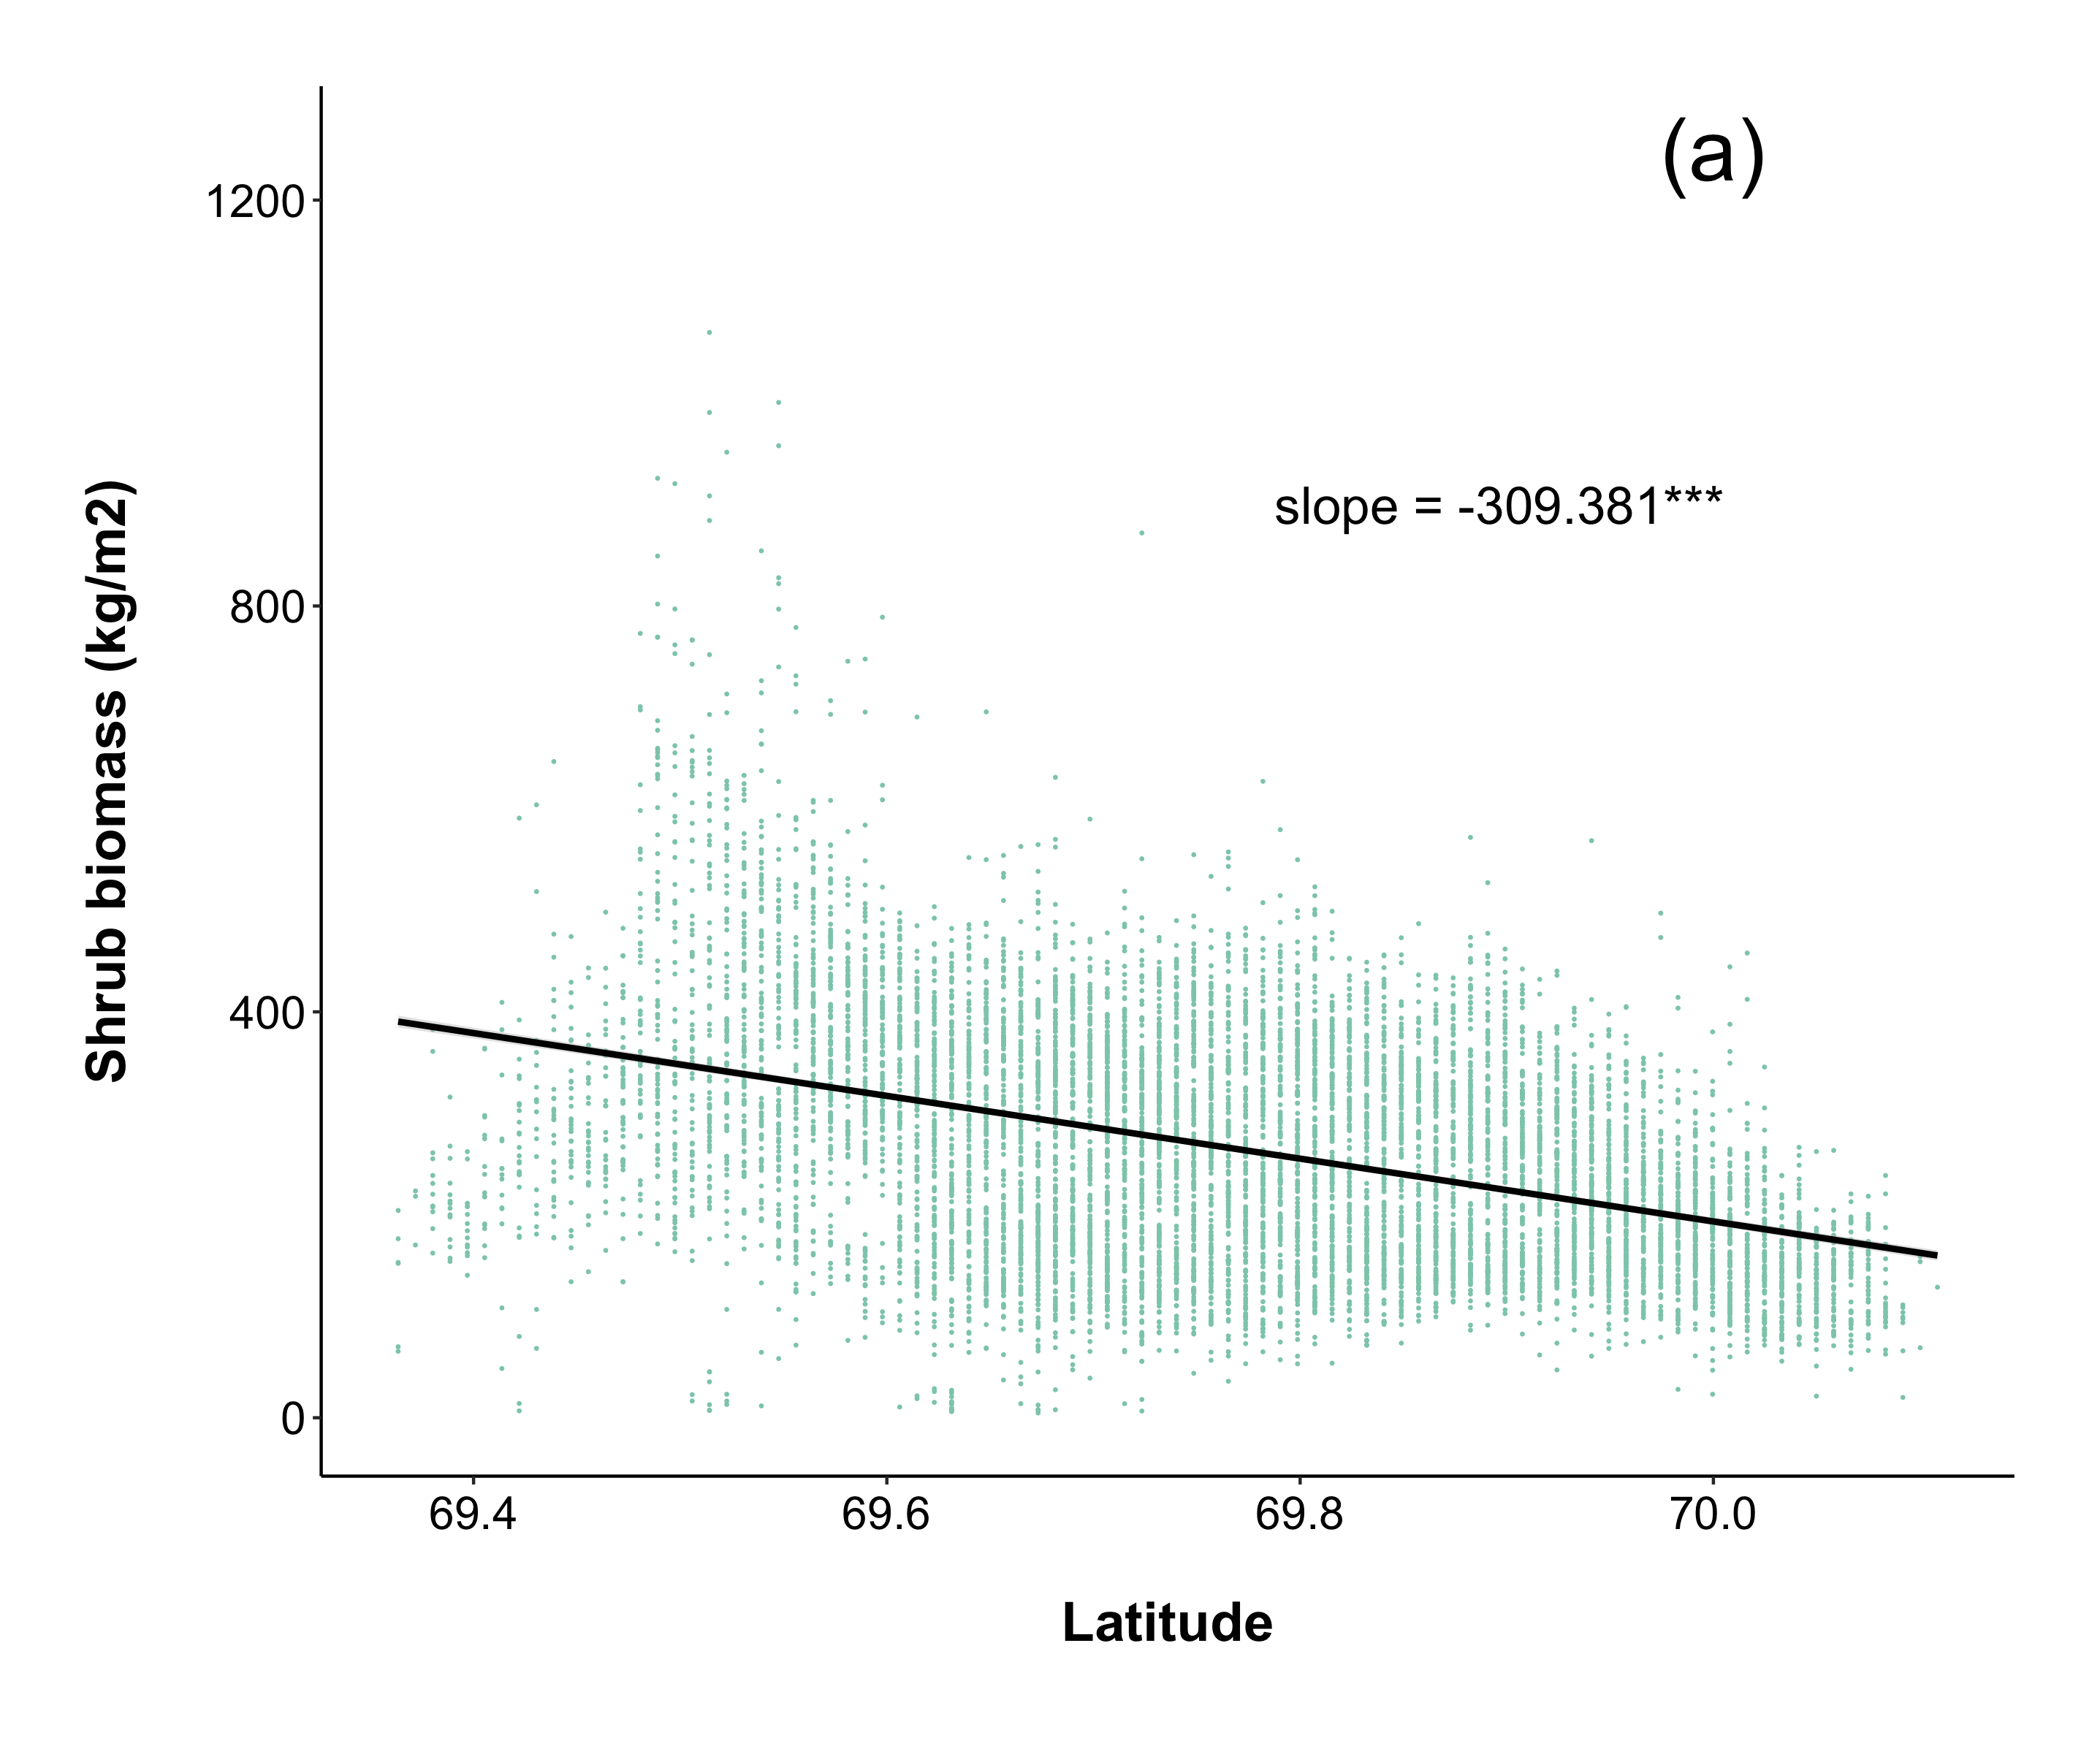 (a)
1200
slope = -309.381***
800
400
0
Shrub biomass (kg/m2)
69.4 69.6 69.8 70.0
Latitude